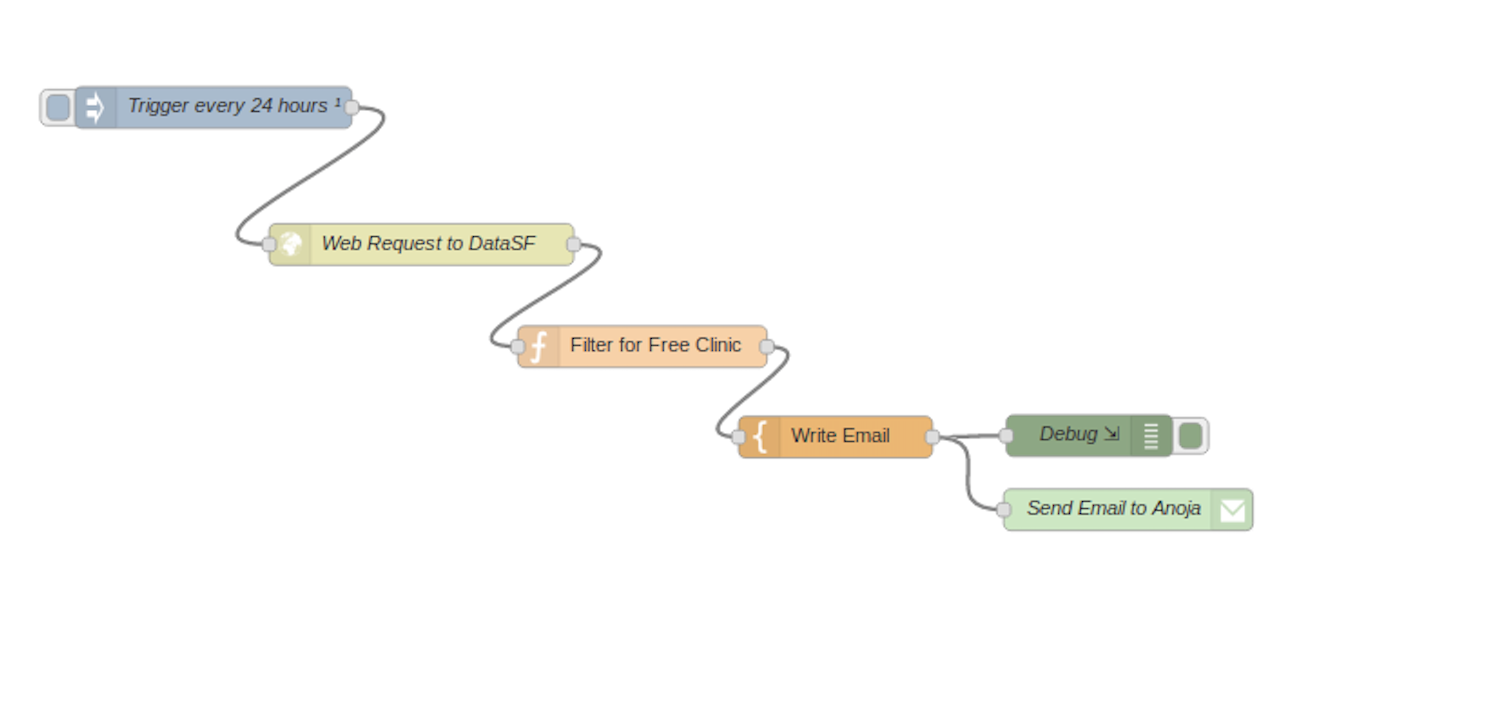 Trigger every 24 hours ¹
Web Request to DataSF
Filter for Free Clinic
Write Email
Debug ⇲
Send Email to Anoja